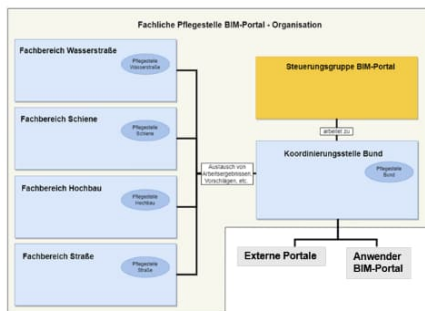 Fachliche Pflegestelle BIM-Portal - Organisation
Fachbereich Wasserstraße
Pflegestelle
Wasserstraße
Fachbereich Schiene
Pflegestelle
Schiene
Fachbereich Hochbau
Pflegestelle
Hochbau
Fachbereich Straße
Pflegestelle
Straße
Austausch von
Arbeitsergebnissen,
Vorschlägen, etc.
Steuerungsgruppe BIM-Portal
arbeitet zu
Koordinierungsstelle Bund
Pflegestelle
Bund
Externe Portale
Anwender
BIM-Portal